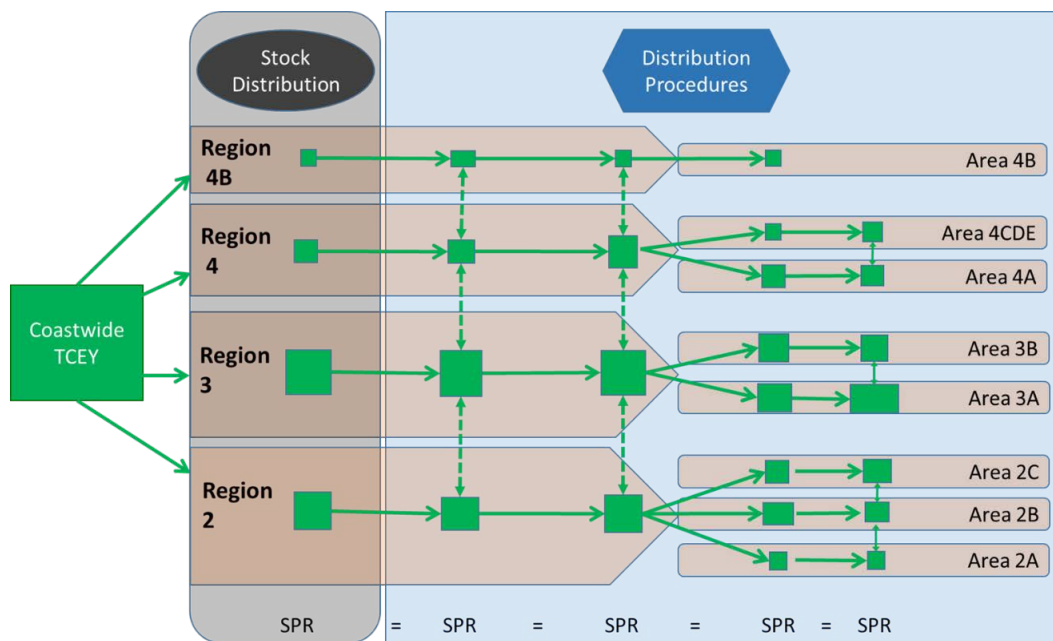 Stock
Distribution
Distribution
Procedures
Region
4B
Area 4B
Region
4
Area 4CDE
Area 4A
Coastwide
TCEY
Region
3
Area 3B
Area 3A
Region
2
Area 2C
Area 2B
Area 2A
SPR = SPR = SPR = SPR = SPR